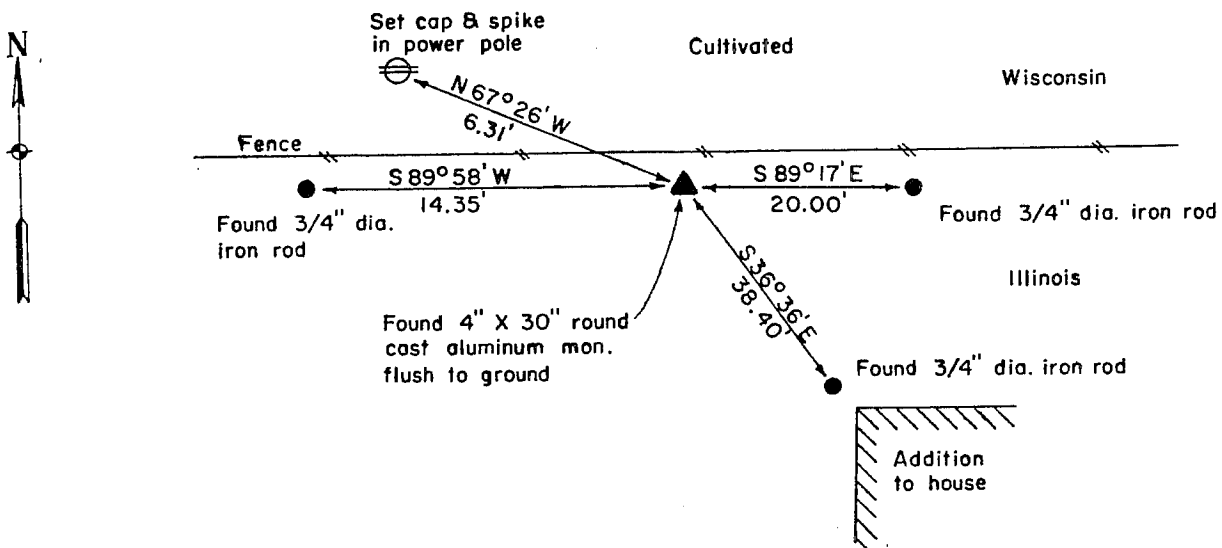 N
Set cap & spike
in power pole
Cultivated
Wisconsin
N 67° 26' W
6.31'
Fence
S 89° 58' W
14.35'
S 89° 17' E
20.00'
Found 3/4" dia.
iron rod
Found 3/4" dia. iron rod
S 36° 36' E
38.40'
Illinois
Found 4" X 30" round
cast aluminum mon.
flush to ground
Found 3/4" dia. iron rod
Addition
to house